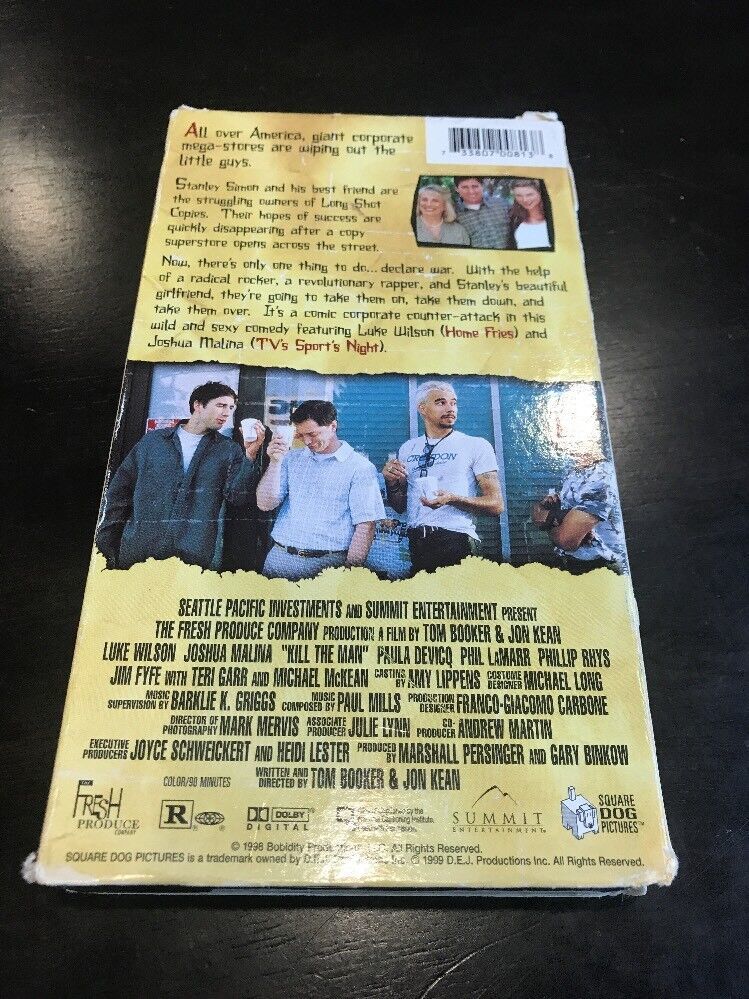 All over America, giant corporate
mega-stores are wiping out the
little guys.
7 33807 00813 8
Stanley Simon and his best friend are
the struggling owners of Long Shot
Copies. Their hopes of success are
quickly disappearing after a copy
superstore opens across the street.
Now, there's only one thing to do... declare war. With the help
of a radical rocker, a revolutionary rapper, and Stanley's beautiful
girlfriend, they're going to take them on, take them down, and
take them over. It's a comic corporate counter-attack in this
wild and sexy comedy featuring Luke Wilson (Home Fries) and
Joshua Malina (TV's Sport's Night).
SEATTLE PACIFIC INVESTMENTS AND SUMMIT ENTERTAINMENT PRESENT
THE FRESH PRODUCE COMPANY PRODUCTION A FILM BY TOM BOOKER & JON KEAN
LUKE WILSON JOSHUA MALINA "KILL THE MAN" PAULA DEVICQ PHIL LaMARR PHILLIP RHYS
JIM FYFE WITH TERI GARR AND MICHAEL McKEAN CASTING BY AMY LIPPENS COSTUME DESIGNER MICHAEL LONG
MUSIC SUPERVISION BY BARKLIE K. GRIGGS MUSIC COMPOSED BY PAUL MILLS PRODUCTION DESIGNER FRANCO-GIACOMO CARBONE
DIRECTOR OF PHOTOGRAPHY MARK MERVIS ASSOCIATE PRODUCER JULIE LYNN CO-PRODUCER ANDREW MARTIN
EXECUTIVE PRODUCERS JOYCE SCHWEICKERT AND HEIDI LESTER PRODUCED BY MARSHALL PERSINGER AND GARY BINKOW
WRITTEN AND DIRECTED BY TOM BOOKER & JON KEAN
THE FRESH PRODUCE COMPANY
COLOR/90 MINUTES
R
DOLBY DIGITAL
by the
Captioning Institute.
SUMMIT ENTERTAINMENT
SQUARE DOG PICTURES™
© 1998 Bobidity All Rights Reserved.
SQUARE DOG PICTURES is a trademark owned by D.E.J. © 1999 D.E.J. Productions Inc. All Rights Reserved.